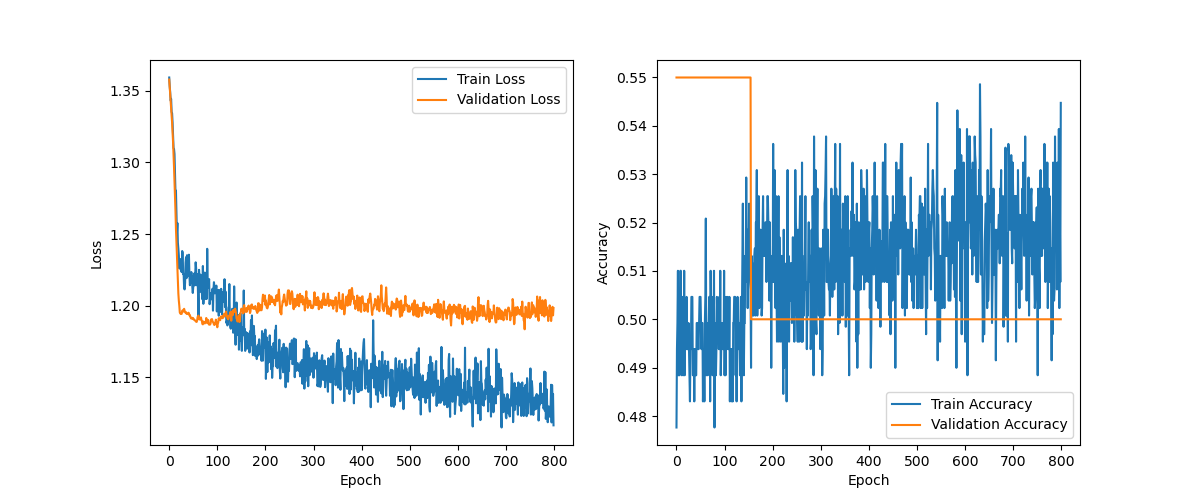 1.35
1.30
1.25
1.20
1.15
Loss
0 100 200 300 400 500 600 700 800
Epoch
Train Loss
Validation Loss
0.55
0.54
0.53
0.52
0.51
0.50
0.49
0.48
Accuracy
0 100 200 300 400 500 600 700 800
Epoch
Train Accuracy
Validation Accuracy